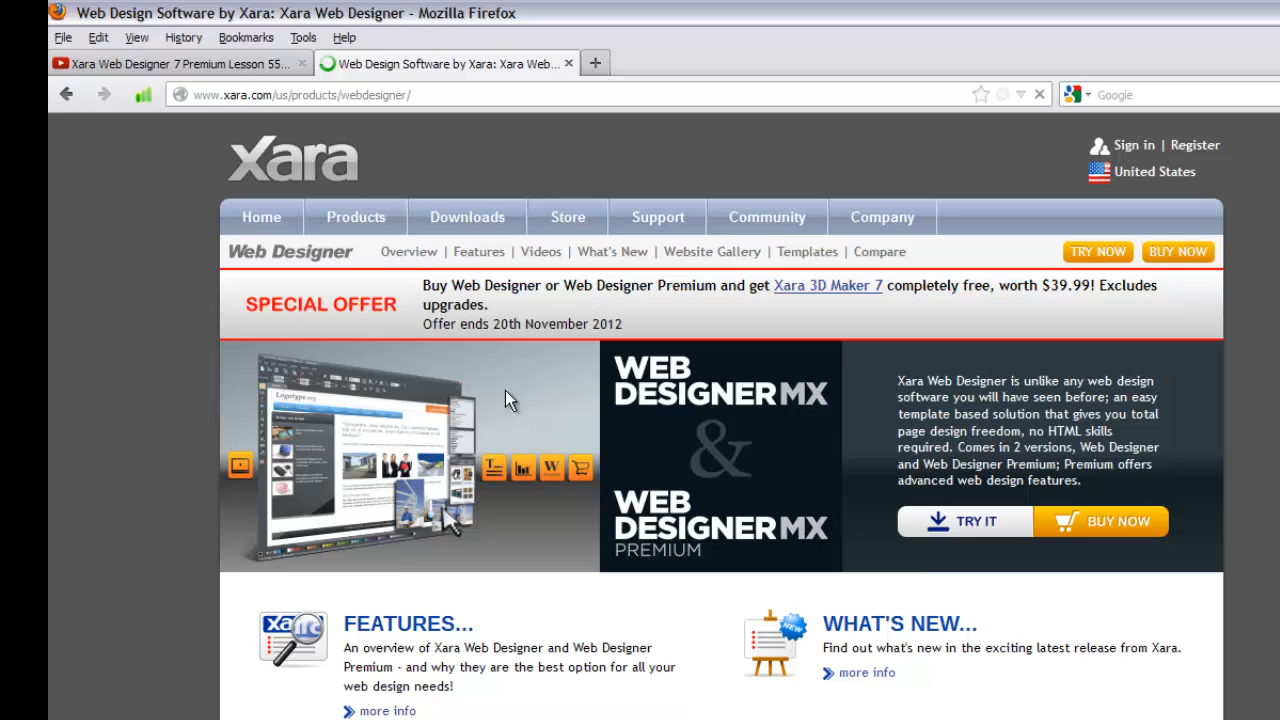 Web Design Software by Xara: Xara Web Designer - Mozilla Firefox
File Edit View History Bookmarks Tools Help
Xara Web Designer 7 Premium Lesson 55... Web Design Software by Xara: Xara Web...
www.xara.com/us/products/webdesigner/ Google
xara
Sign in | Register
United States
Home Products Downloads Store Support Community Company
Web Designer Overview | Features | Videos | What's New | Website Gallery | Templates | Compare TRY NOW BUY NOW
SPECIAL OFFER
Buy Web Designer or Web Designer Premium and get Xara 3D Maker 7 completely free, worth $39.99! Excludes
upgrades.
Offer ends 20th November 2012
Logotype.org
WEB
DESIGNERMX
&
WEB
DESIGNERMX
PREMIUM
Xara Web Designer is unlike any web design
software you will have seen before; an easy
template based solution that gives you total
page design freedom, no HTML skills
required. Comes in 2 versions, Web Designer
and Web Designer Premium; Premium offers
advanced web design features.
TRY IT BUY NOW
FEATURES...
An overview of Xara Web Designer and Web Designer
Premium - and why they are the best option for all your
web design needs!
more info
WHAT'S NEW...
Find out what's new in the exciting latest release from Xara.
more info